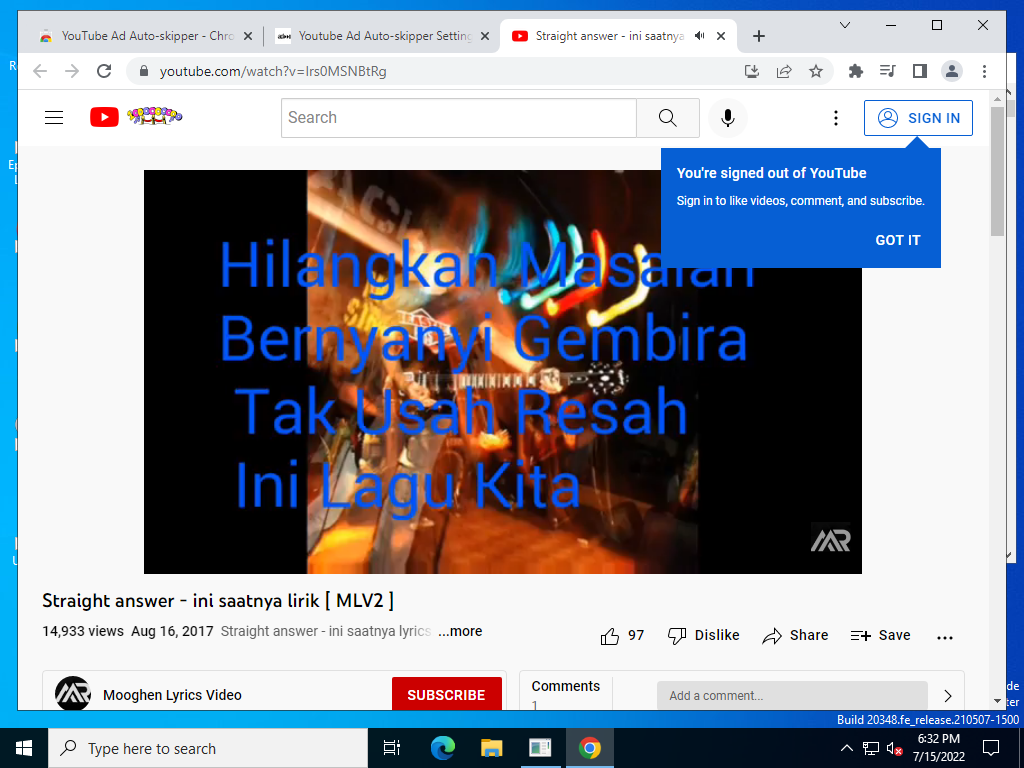 YouTube Ad Auto-skipper - Chro
Youtube Ad Auto-skipper Setting
Straight answer - ini saatnya
youtube.com/watch?v=Irs0MSNBtRg
Search
SIGN IN
You're signed out of YouTube
Sign in to like videos, comment, and subscribe.
GOT IT
Hilangkan Masalah
Bernyanyi Gembira
Tak Usah Resah
Ini Lagu Kita
MR
Straight answer - ini saatnya lirik [ MLV2 ]
14,933 views Aug 16, 2017 Straight answer - ini saatnya lyrics ...more
97 Dislike Share Save
Mooghen Lyrics Video
SUBSCRIBE
Comments
1
Add a comment...
Build 20348.fe_release.210507-1500
Type here to search
6:32 PM
7/15/2022